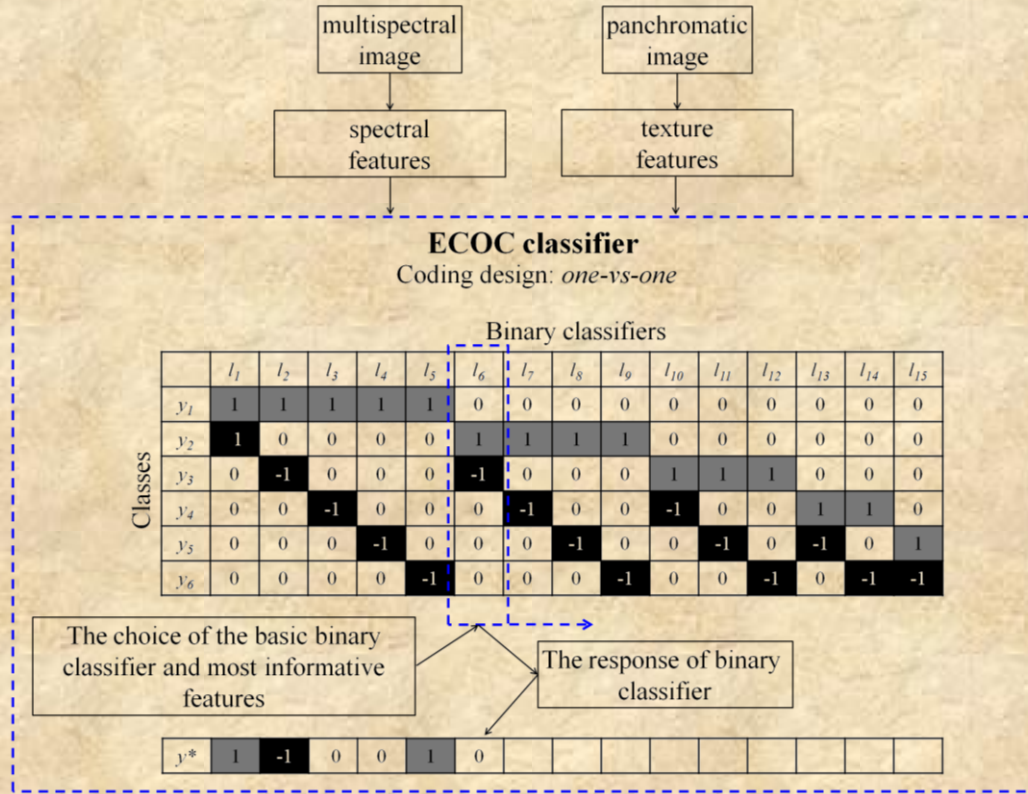 multispectral
image
panchromatic
image
spectral
features
texture
features
ECOC classifier
Coding design: one-vs-one
Binary classifiers
l1 l2 l3 l4 l5 l6 l7 l8 l9 l10 l11 l12 l13 l14 l15
Classes
y1 1 1 1 1 1 0 0 0 0 0 0 0 0 0 0
y2 1 0 0 0 0 1 1 1 1 0 0 0 0 0 0
y3 0 -1 0 0 0 -1 0 0 0 1 1 1 0 0 0
y4 0 0 -1 0 0 0 -1 0 0 -1 0 0 1 1 0
y5 0 0 0 -1 0 0 0 -1 0 0 -1 0 -1 0 1
y6 0 0 0 0 -1 0 0 0 -1 0 0 -1 0 -1 -1
The choice of the basic binary
classifier and most informative
features
The response of binary
classifier
y* 1 -1 0 0 1 0